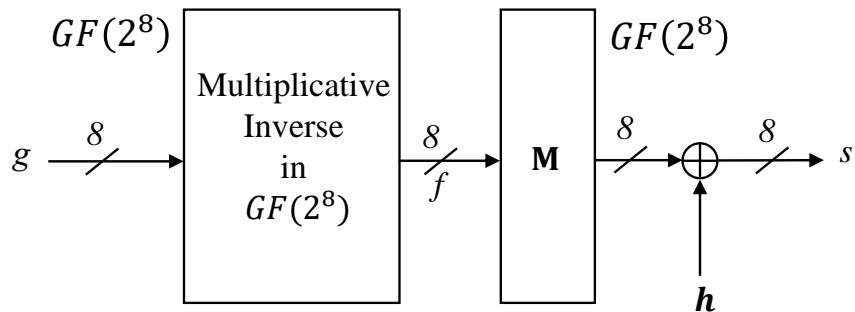 GF(2⁸)
GF(2⁸)
Multiplicative
Inverse
in
GF(2⁸)
g
8
8
f
M
8
8
s
h